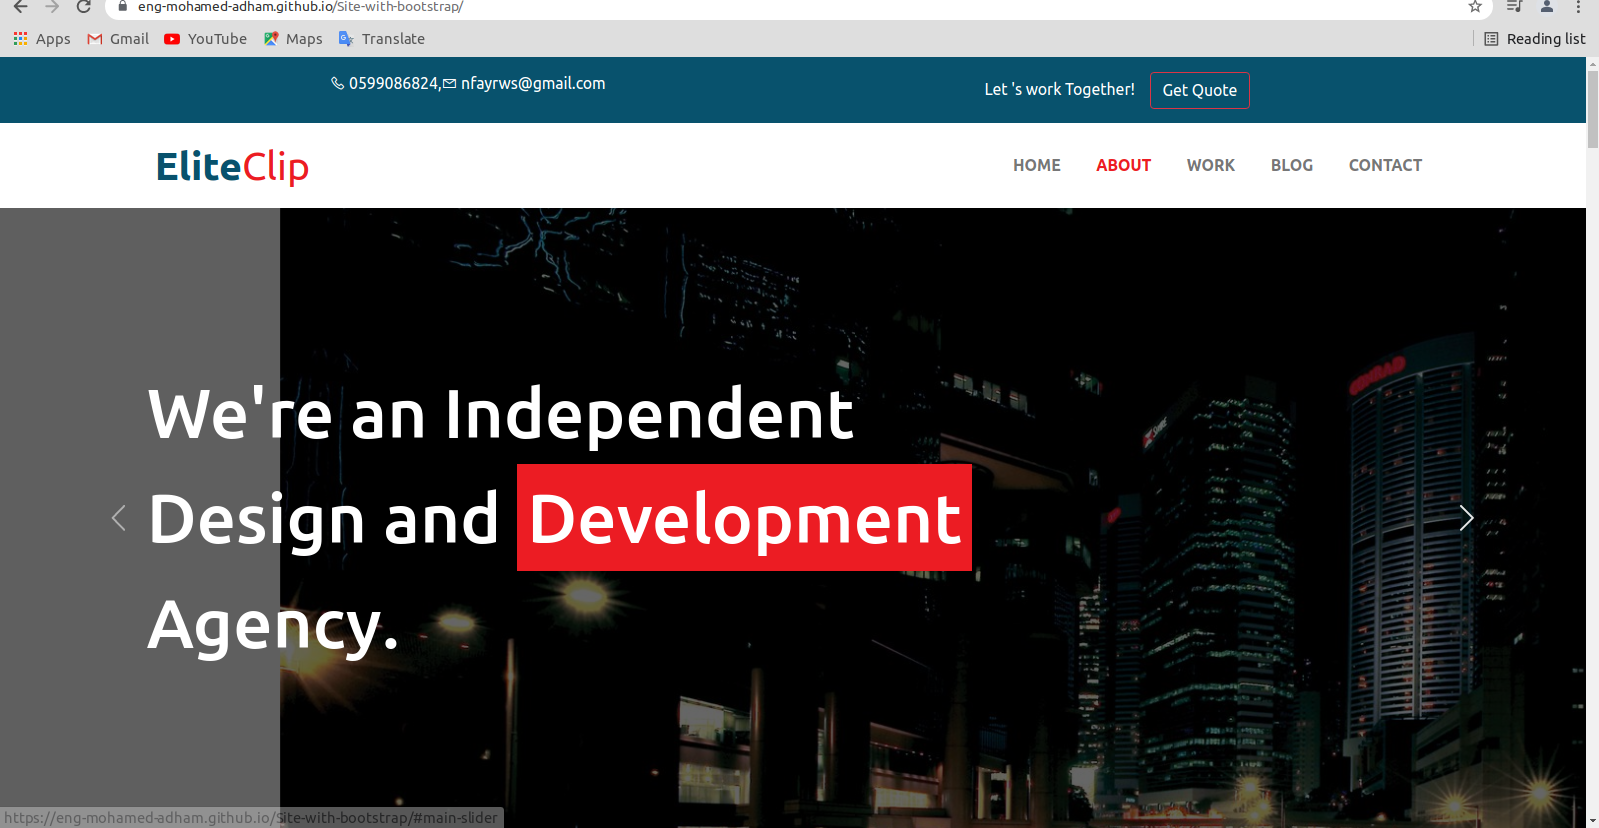 eng-mohamed-adham.github.io/Site-with-bootstrap/
Apps Gmail YouTube Maps Translate Reading list
0599086824, nfayrws@gmail.com Let 's work Together! Get Quote
EliteClip HOME ABOUT WORK BLOG CONTACT
CONRAD
We're an Independent
Design and Development
Agency.
https://eng-mohamed-adham.github.io/Site-with-bootstrap/#main-slider